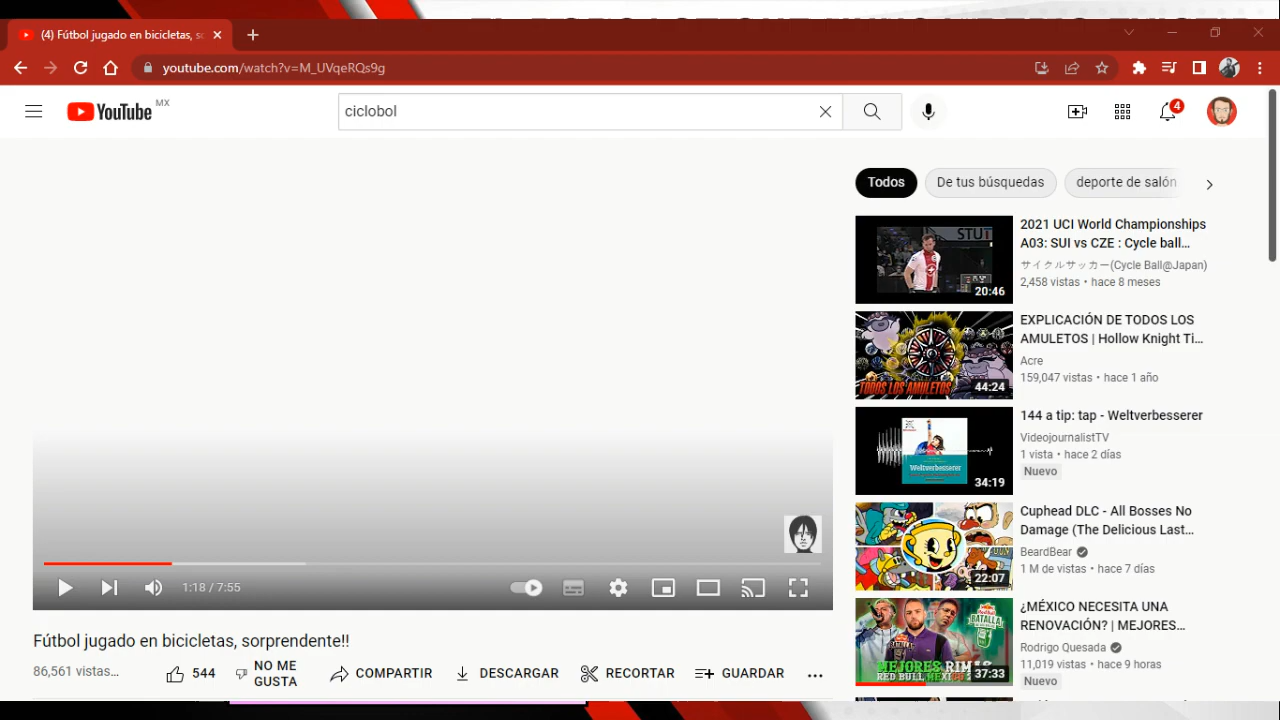 (4) Fútbol jugado en bicicletas, so
youtube.com/watch?v=M_UVqeRQs9g
YouTube MX
ciclobol
4
Todos
De tus búsquedas
deporte de salón
2021 UCI World Championships
A03: SUI vs CZE : Cycle ball...
サイクルサッカー(Cycle Ball@Japan)
2,458 vistas • hace 8 meses
20:46
EXPLICACIÓN DE TODOS LOS
AMULETOS | Hollow Knight Ti...
Acre
159,047 vistas • hace 1 año
TODOS LOS AMULETOS
44:24
144 a tip: tap - Weltverbesserer
VideojournalistTV
1 vista • hace 2 días
Nuevo
Weltverbesserer
34:19
Cuphead DLC - All Bosses No
Damage (The Delicious Last...
BeardBear
1 M de vistas • hace 7 días
22:07
¿MÉXICO NECESITA UNA
RENOVACIÓN? | MEJORES...
Rodrigo Quesada
11,019 vistas • hace 9 horas
Nuevo
BATALLA
MEJORES RIMAS
RED BULL MÉXICO
37:33
1:18 / 7:55
Fútbol jugado en bicicletas, sorprendente!!
86,561 vistas...
544
NO ME
GUSTA
COMPARTIR
DESCARGAR
RECORTAR
GUARDAR